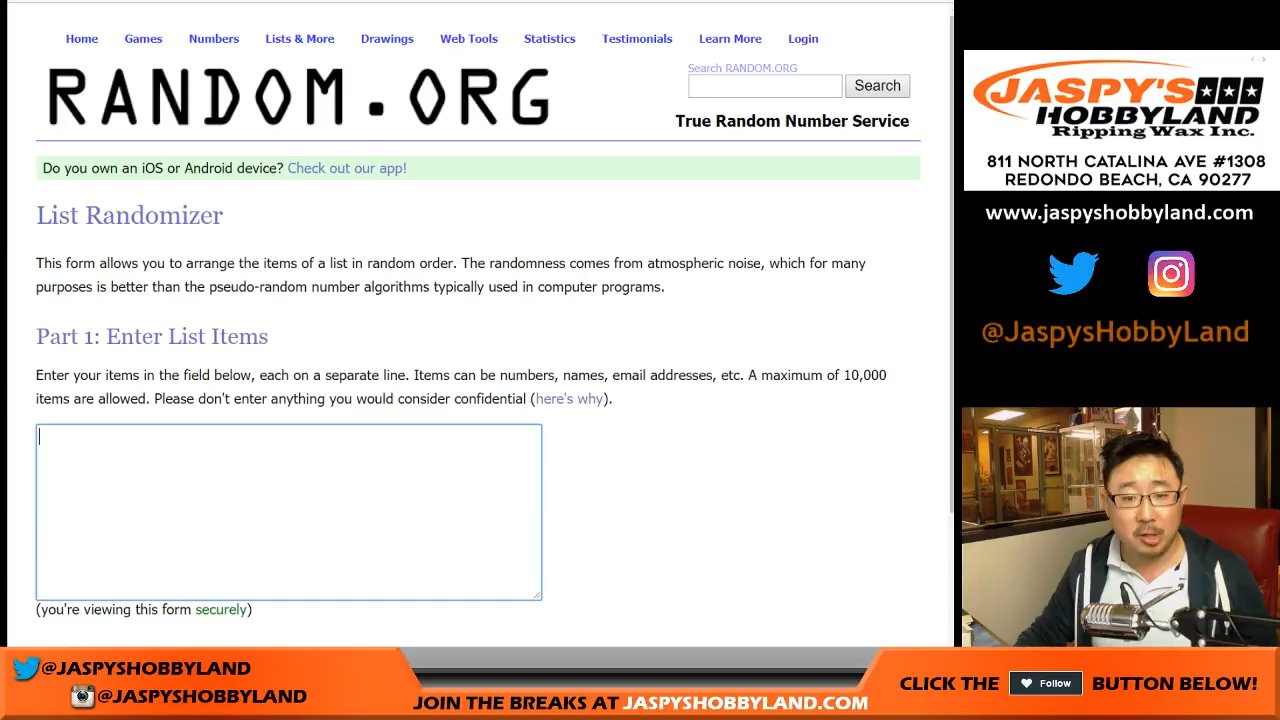 Home Games Numbers Lists & More Drawings Web Tools Statistics Testimonials Learn More Login
RANDOM.ORG
Search RANDOM.ORG
Search
True Random Number Service
Do you own an iOS or Android device? Check out our app!
List Randomizer
This form allows you to arrange the items of a list in random order. The randomness comes from atmospheric noise, which for many
purposes is better than the pseudo-random number algorithms typically used in computer programs.
Part 1: Enter List Items
Enter your items in the field below, each on a separate line. Items can be numbers, names, email addresses, etc. A maximum of 10,000
items are allowed. Please don't enter anything you would consider confidential (here's why).
(you're viewing this form securely)
JASPY'S
HOBBYLAND
Ripping Wax Inc.
811 NORTH CATALINA AVE #1308
REDONDO BEACH, CA 90277
www.jaspyshobbyland.com
@JaspysHobbyLand
@JASPYSHOBBYLAND
@JASPYSHOBBYLAND
JOIN THE BREAKS AT JASPYSHOBBYLAND.COM
CLICK THE Follow BUTTON BELOW!